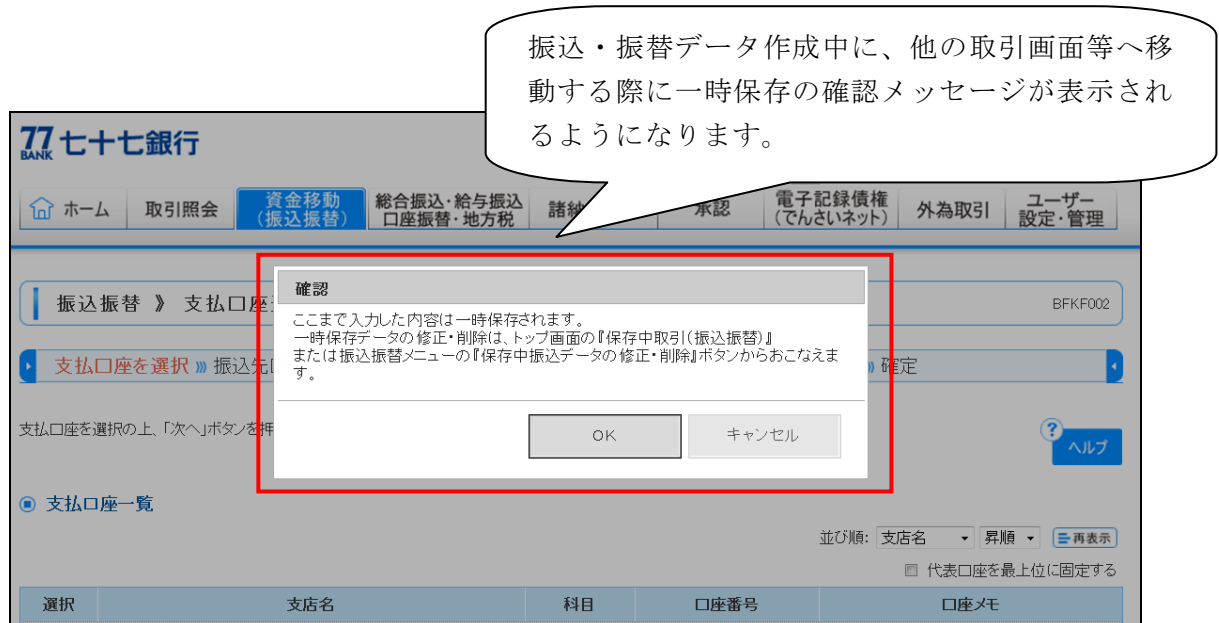 振込・振替データ作成中に、他の取引画面等へ移
動する際に一時保存の確認メッセージが表示され
るようになります。
77 BANK 七十七銀行
ホーム
取引照会
資金移動
(振込振替)
総合振込・給与振込
口座振替・地方税
諸納
承認
電子記録債権
(でんさいネット)
外為取引
ユーザー
設定・管理
振込振替 》 支払口座
BFKF002
確認
ここまで入力した内容は一時保存されます。
一時保存データの修正・削除は、トップ画面の『保存中取引(振込振替)』
または振込振替メニューの『保存中振込データの修正・削除』ボタンからおこなえま
す。
OK
キャンセル
支払口座を選択 》 振込先
》 確定
支払口座を選択の上、「次へ」ボタンを押
? ヘルプ
支払口座一覧
並び順: 支店名 昇順 再表示
代表口座を最上位に固定する
選択 支店名 科目 口座番号 口座メモ